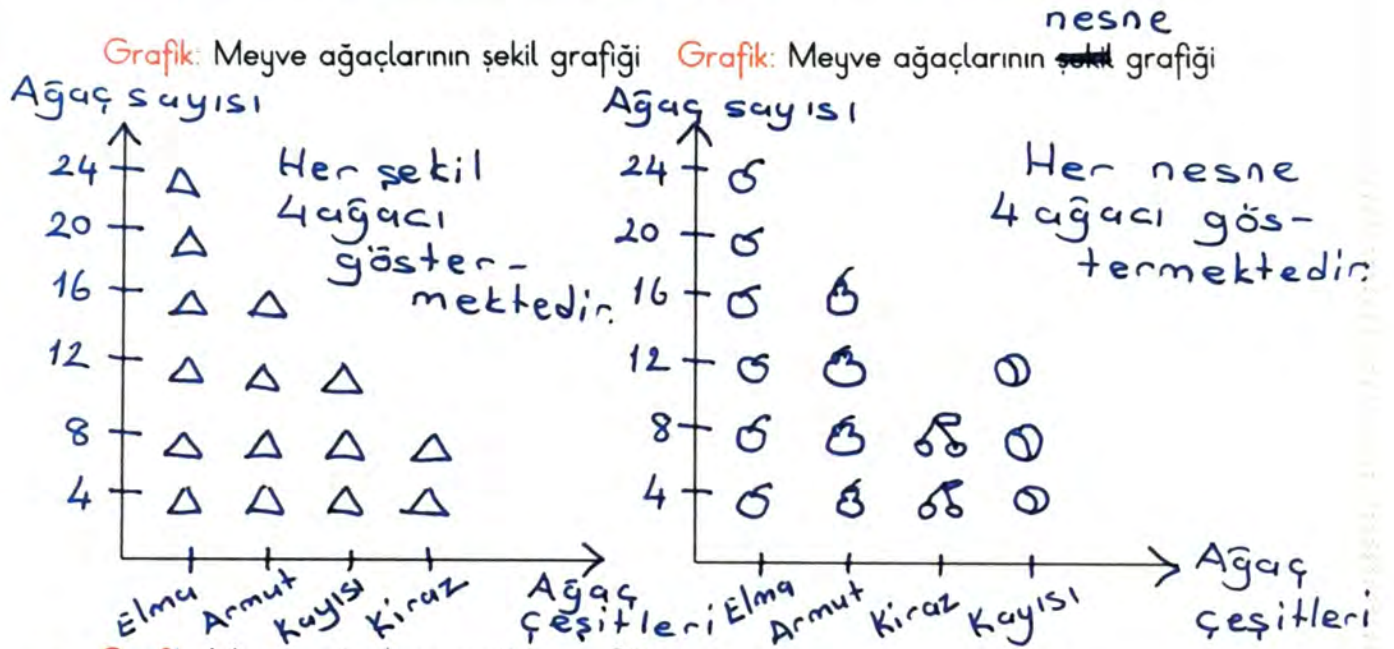 nesne
Grafik: Meyve ağaçlarının şekil grafiği
Ağaç sayısı
24
20
16
12
8
4
Her şekil
4 ağacı
göster-
mektedir.
Elma Armut Kayısı Kiraz
Ağaç
çeşitleri
Grafik: Meyve ağaçlarının şekil grafiği
Ağaç sayısı
24
20
16
12
8
4
Her nesne
4 ağacı gös-
termektedir.
Elma Armut Kiraz Kayısı
Ağaç
çeşitleri